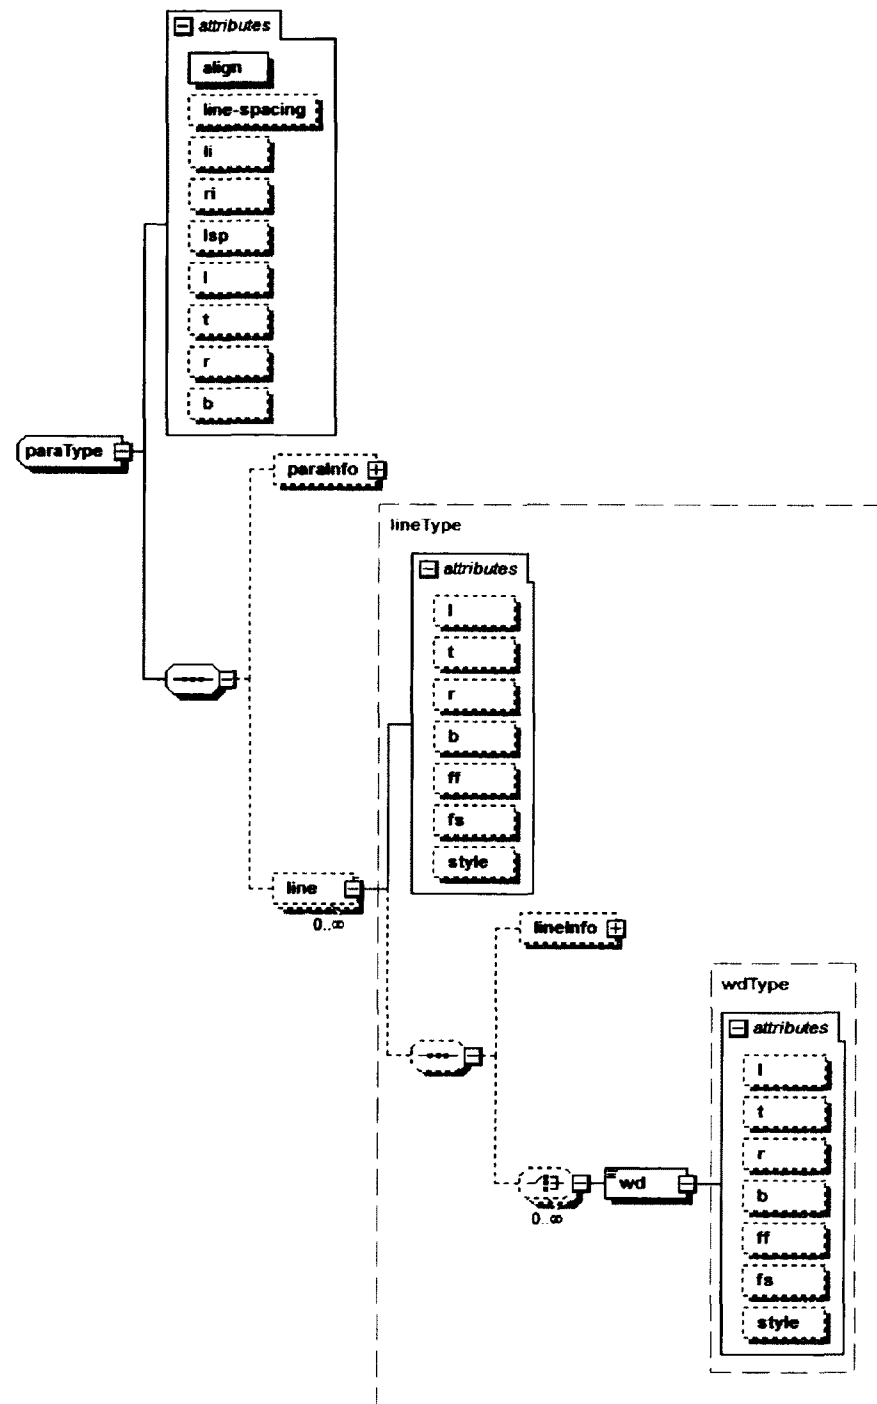 attributes
align
line-spacing
li
ri
lsp
l
t
r
b
paraType
paraInfo
lineType
attributes
l
t
r
b
ff
fs
style
line
0..∞
lineInfo
wdType
attributes
l
t
r
b
ff
fs
style
wd
0..∞